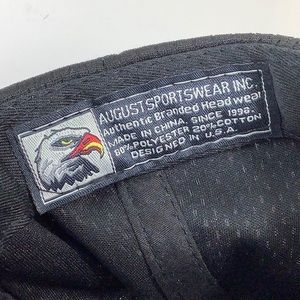 AUGUST SPORTSWEAR INC.
Authentic Branded Headwear
MADE IN CHINA. SINCE 1998.
80% POLYESTER 20% COTTON
DESIGNED IN U.S.A.